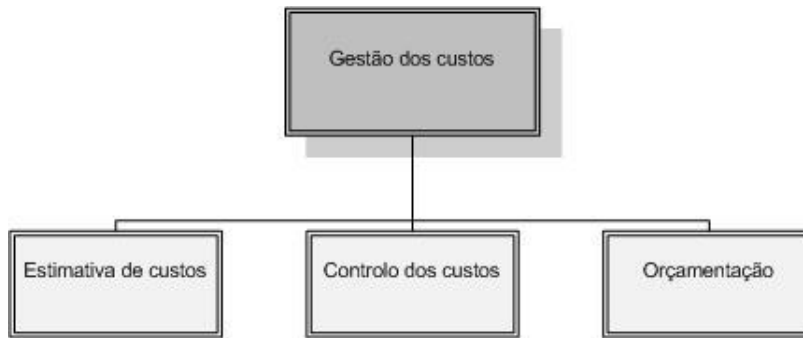 Gestão dos custos
Estimativa de custos
Controlo dos custos
Orçamentação